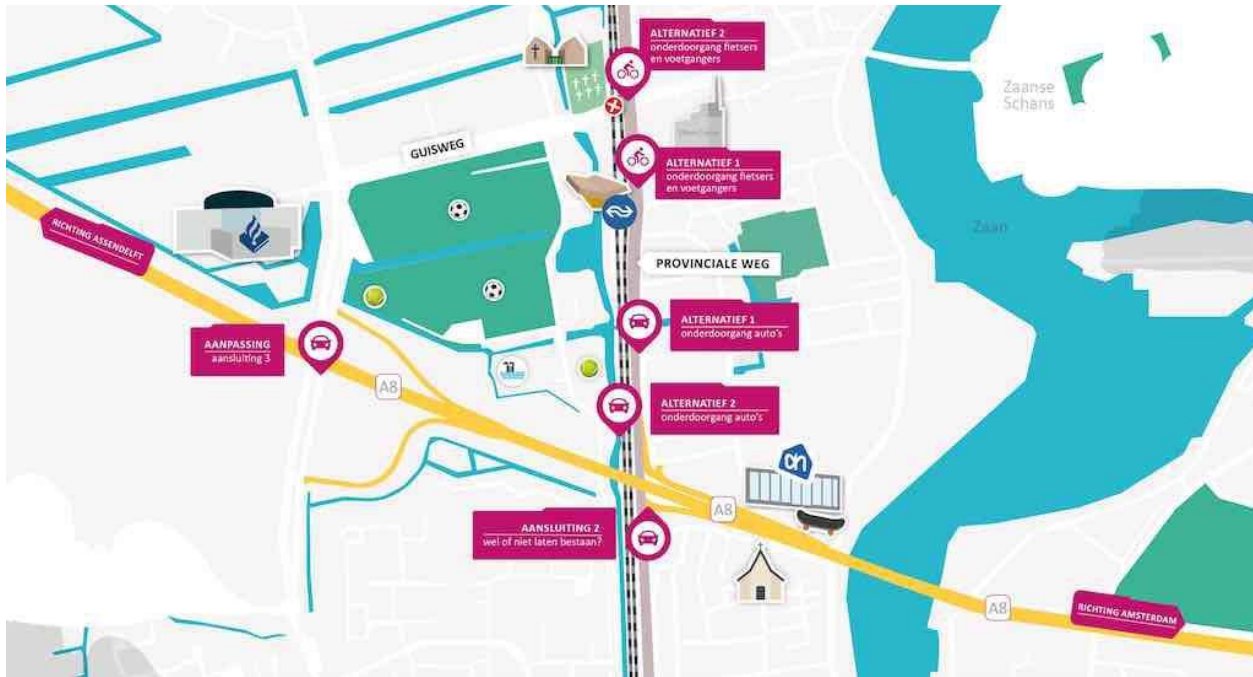 ALTERNATIEF 2
onderdoorgang fietsers
en voetgangers
Zaanse
Schans
GUISWEG
ALTERNATIEF 1
onderdoorgang fietsers
en voetgangers
RICHTING ASSENDELFT
Zaan
PROVINCIALE WEG
ALTERNATIEF 1
onderdoorgang auto's
AANPASSING
aansluiting 3
A8
ALTERNATIEF 2
onderdoorgang auto's
A8
AANSLUITING 2
wel of niet laten bestaan?
A8
RICHTING AMSTERDAM